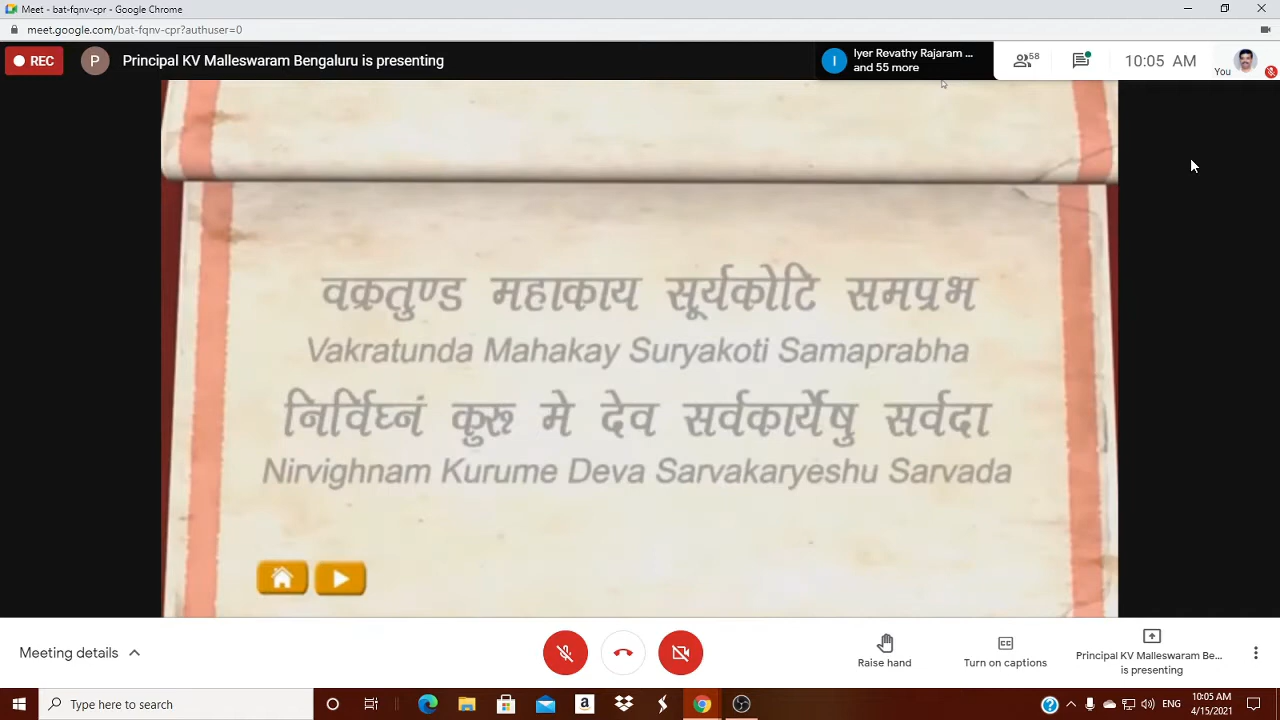 Meet - bat-fqnv-cpr - Google Chrome
meet.google.com/bat-fqnv-cpr?authuser=0
REC
P
Principal KV Malleswaram Bengaluru is presenting
I
Iyer Revathy Rajaram ...
and 55 more
58
10:05 AM
You
वक्रतुण्ड महाकाय सूर्यकोटि समप्रभ
Vakratunda Mahakay Suryakoti Samaprabha
निर्विघ्नं कुरू मे देव सर्वकार्येषु सर्वदा
Nirvighnam Kurume Deva Sarvakaryeshu Sarvada
Meeting details
Raise hand
CC
Turn on captions
Principal KV Malleswaram Be...
is presenting
Type here to search
a
?
ENG
10:05 AM
4/15/2021